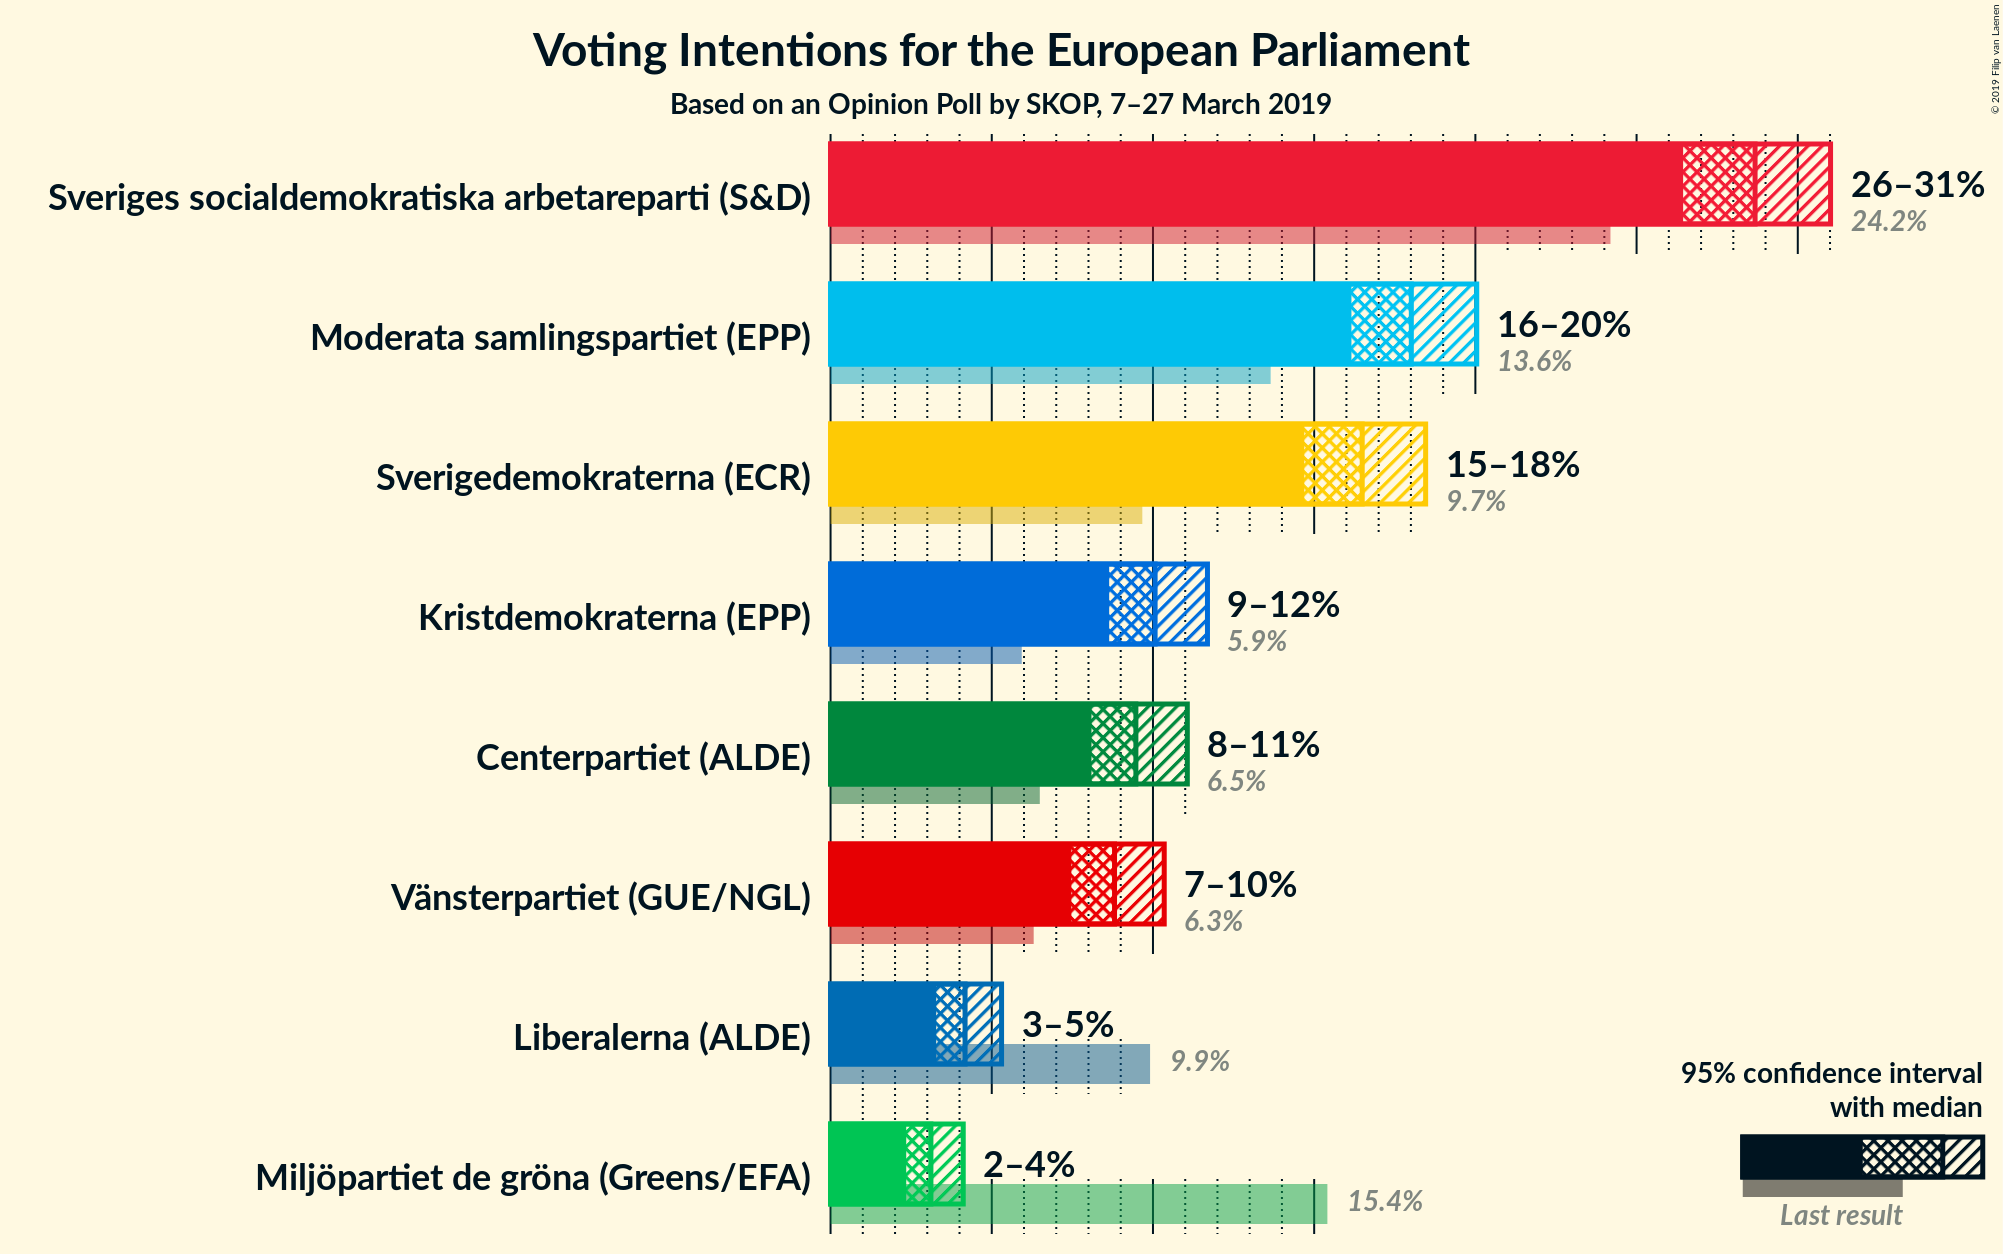 Voting Intentions for the European Parliament
Based on an Opinion Poll by SKOP, 7–27 March 2019
© 2019 Filip van Laenen
Sveriges socialdemokratiska arbetareparti (S&D)
26–31%
24.2%
Moderata samlingspartiet (EPP)
16–20%
13.6%
Sverigedemokraterna (ECR)
15–18%
9.7%
Kristdemokraterna (EPP)
9–12%
5.9%
Centerpartiet (ALDE)
8–11%
6.5%
Vänsterpartiet (GUE/NGL)
7–10%
6.3%
Liberalerna (ALDE)
3–5%
9.9%
Miljöpartiet de gröna (Greens/EFA)
2–4%
15.4%
95% confidence interval
with median
Last result